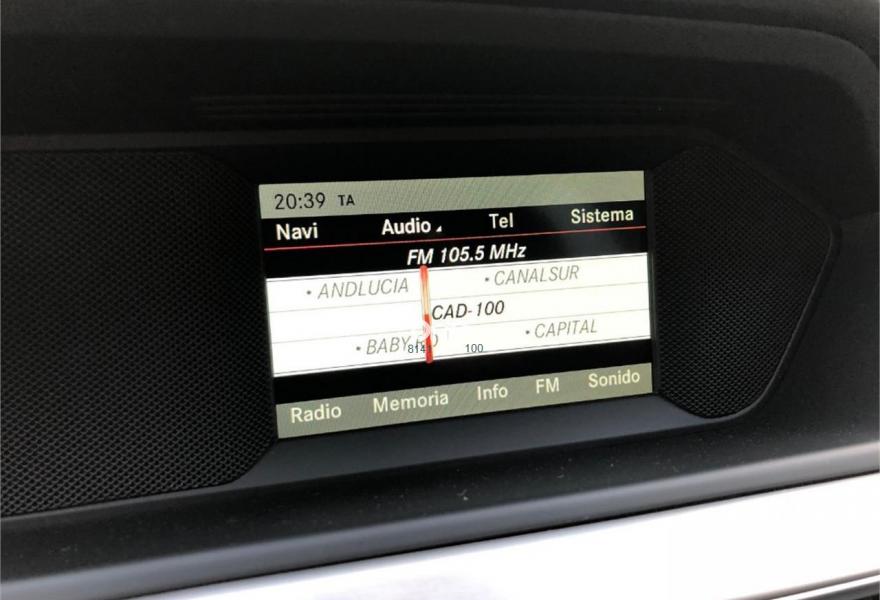 20:39 TA
Navi Audio Tel Sistema
FM 105.5 MHz
• ANDLUCIA • CANALSUR
CAD-100
• BABY • CAPITAL
100
Radio Memoria Info FM Sonido